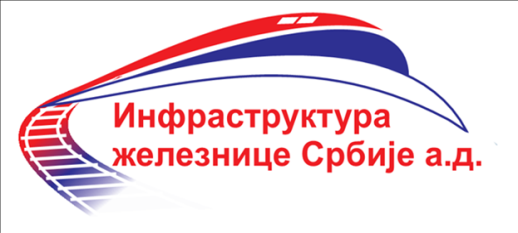 Инфраструктура
железнице Србије а.д.